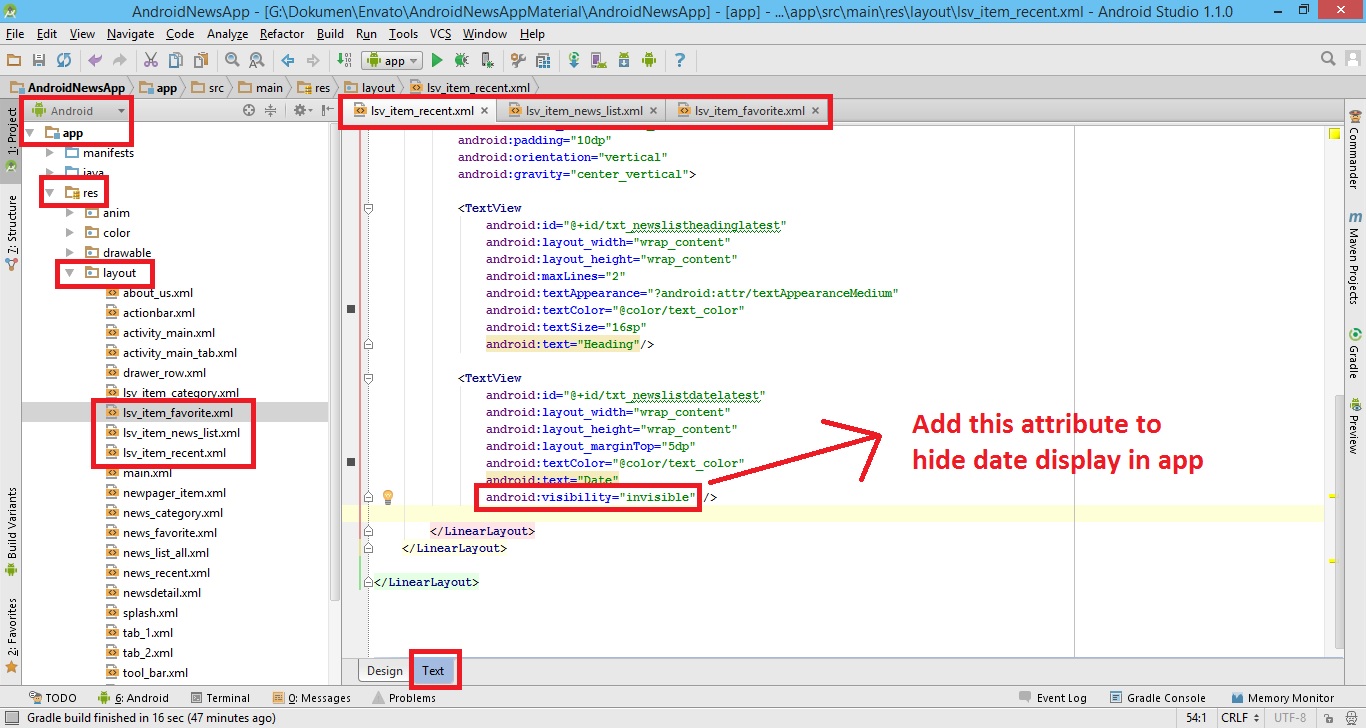 AndroidNewsApp - [G:\Dokumen\Envato\AndroidNewsAppMaterial\AndroidNewsApp] - [app] - ...\app\src\main\res\layout\lsv_item_recent.xml - Android Studio 1.1.0
File Edit View Navigate Code Analyze Refactor Build Run Tools VCS Window Help
app
AndroidNewsApp app src main res layout lsv_item_recent.xml
1: Project
7: Structure
Build Variants
2: Favorites
Android
app
manifests
java
res
anim
color
drawable
layout
about_us.xml
actionbar.xml
activity_main.xml
activity_main_tab.xml
drawer_row.xml
lsv_item_category.xml
lsv_item_favorite.xml
lsv_item_news_list.xml
lsv_item_recent.xml
main.xml
newpager_item.xml
news_category.xml
news_favorite.xml
news_list_all.xml
news_recent.xml
newsdetail.xml
splash.xml
tab_1.xml
tab_2.xml
tool_bar.xml
lsv_item_recent.xml lsv_item_news_list.xml lsv_item_favorite.xml
android:padding="10dp"
android:orientation="vertical"
android:gravity="center_vertical">
<TextView
android:id="@+id/txt_newslistheadinglatest"
android:layout_width="wrap_content"
android:layout_height="wrap_content"
android:maxLines="2"
android:textAppearance="?android:attr/textAppearanceMedium"
android:textColor="@color/text_color"
android:textSize="16sp"
android:text="Heading"/>
<TextView
android:id="@+id/txt_newslistdatelatest"
android:layout_width="wrap_content"
android:layout_height="wrap_content"
android:layout_marginTop="5dp"
android:textColor="@color/text_color"
android:text="Date"
android:visibility="invisible" />
</LinearLayout>
</LinearLayout>
</LinearLayout>
Add this attribute to
hide date display in app
Design Text
Commander
m Maven Projects
Gradle
Preview
TODO 6: Android Terminal 0: Messages Problems Event Log Gradle Console Memory Monitor
Gradle build finished in 16 sec (47 minutes ago) 54:1 CRLF UTF-8